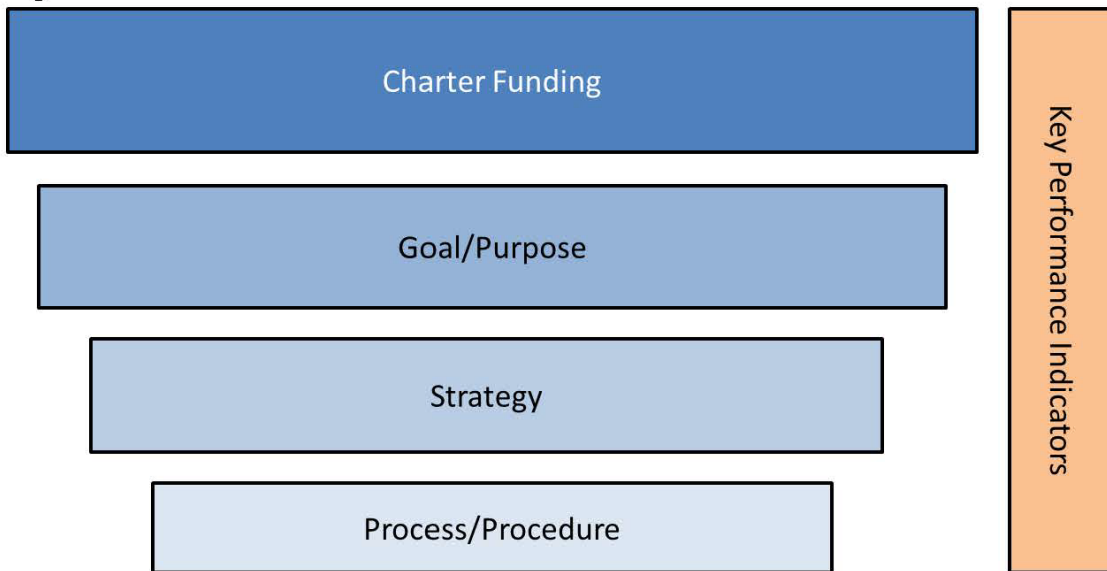 Charter Funding
Goal/Purpose
Strategy
Process/Procedure
Key Performance Indicators